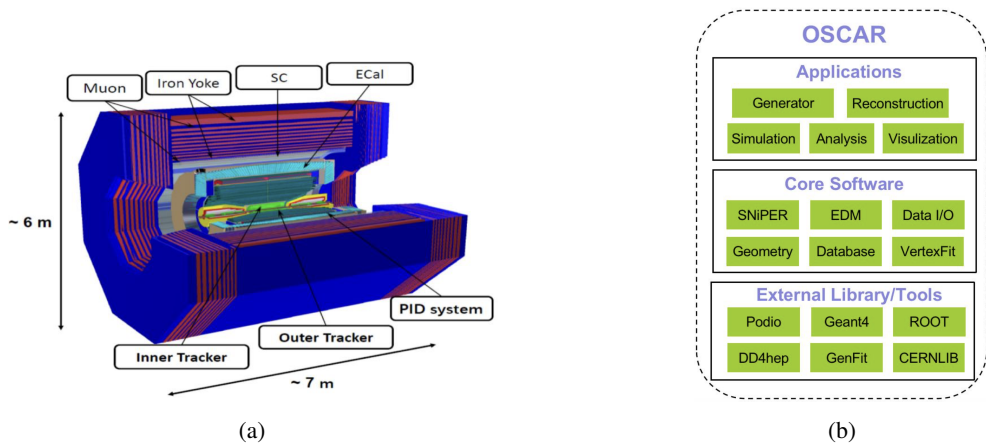 Muon
Iron Yoke
SC
ECal
~ 6 m
PID system
Outer Tracker
Inner Tracker
~ 7 m
(a)
OSCAR
Applications
Generator Reconstruction
Simulation Analysis Visulization
Core Software
SNiPER EDM Data I/O
Geometry Database VertexFit
External Library/Tools
Podio Geant4 ROOT
DD4hep GenFit CERNLIB
(b)